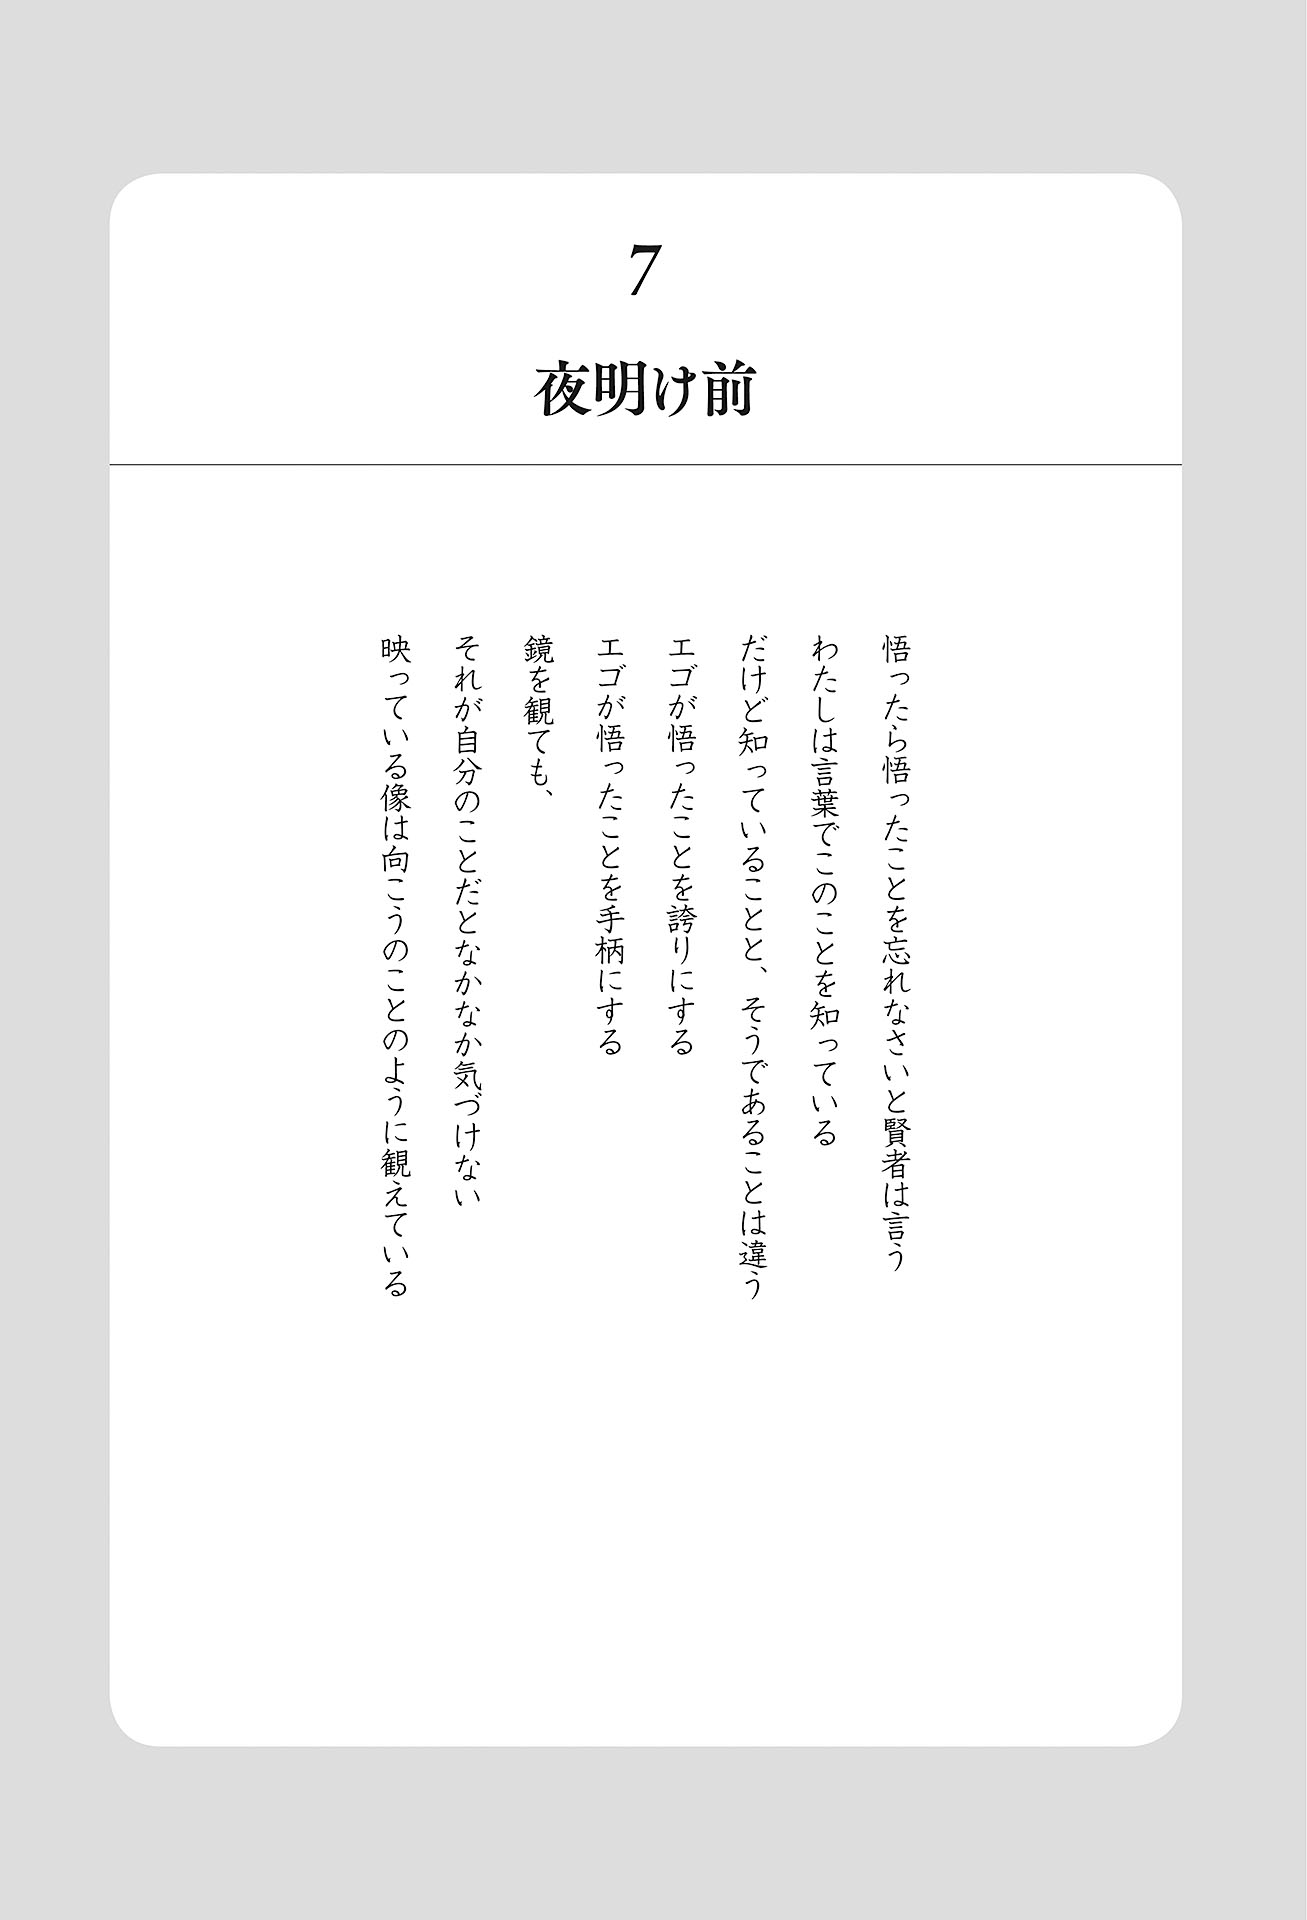 7
夜明け前
悟ったら悟ったことを忘れなさいと賢者は言う
わたしは言葉でこのことを知っている
だけど知っていることと、そうであることは違う
エゴが悟ったことを誇りにする
エゴが悟ったことを手柄にする
鏡を観ても、
それが自分のことだとなかなか気づけない
映っている像は向こうのことのように観えている